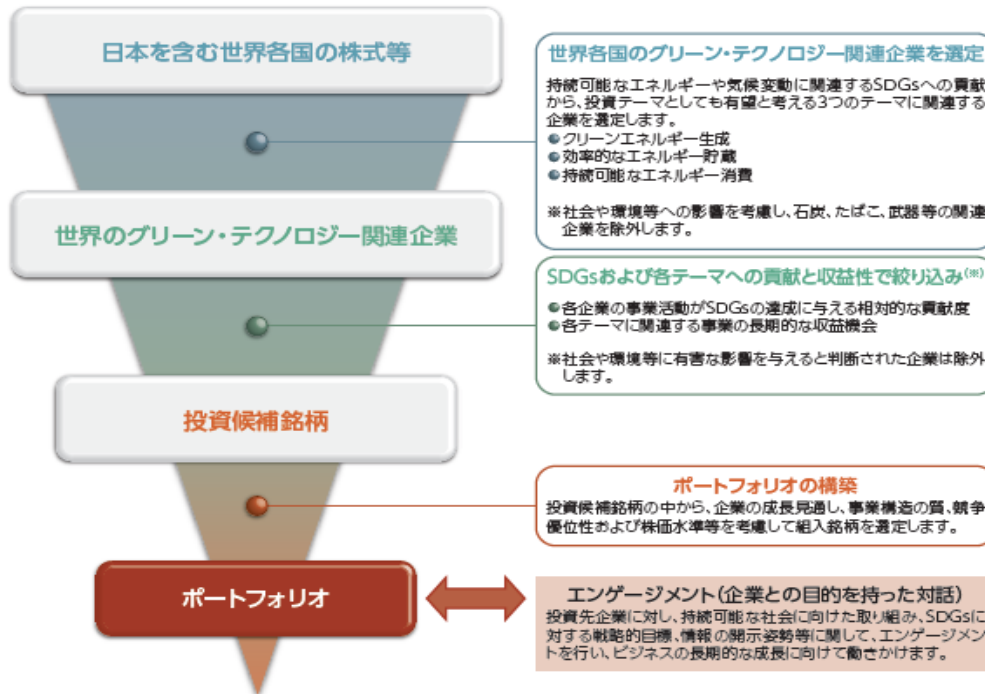 日本を含む世界各国の株式等
世界各国のグリーン・テクノロジー関連企業を選定
持続可能なエネルギーや気候変動に関連するSDGsへの貢献
から、投資テーマとしても有望と考える3つのテーマに関連する
企業を選定します。
●クリーンエネルギー生成
●効率的なエネルギー貯蔵
●持続可能なエネルギー消費
※社会や環境等への影響を考慮し、石炭、たばこ、武器等の関連
企業を除外します。
世界のグリーン・テクノロジー関連企業
SDGsおよび各テーマへの貢献と収益性で絞り込み(※)
●各企業の事業活動がSDGsの達成に与える相対的な貢献度
●各テーマに関連する事業の長期的な収益機会
※社会や環境等に有害な影響を与えると判断された企業は除外
します。
投資候補銘柄
ポートフォリオの構築
投資候補銘柄の中から、企業の成長見通し、事業構造の質、競争
優位性および株価水準等を考慮して組入銘柄を選定します。
ポートフォリオ
エンゲージメント(企業との目的を持った対話)
投資先企業に対し、持続可能な社会に向けた取り組み、SDGsに
対する戦略的目標、情報の開示姿勢等に関して、エンゲージメン
トを行い、ビジネスの長期的な成長に向けて働きかけます。